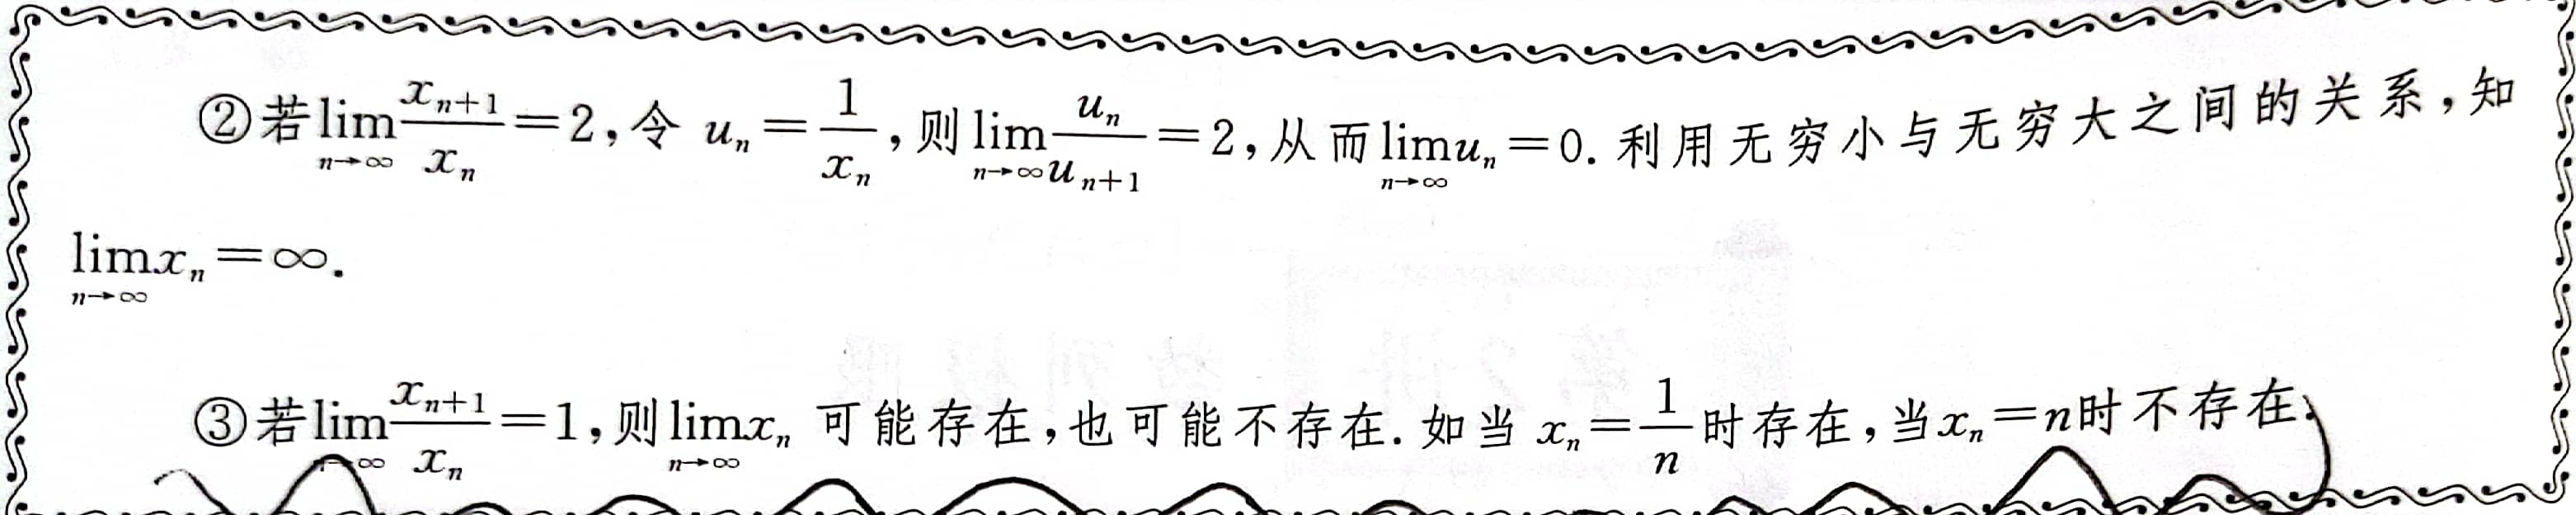 ②若$\lim\limits_{n\to\infty}\frac{x_{n+1}}{x_n}=2$,令 $u_n=\frac{1}{x_n}$,则$\lim\limits_{n\to\infty}\frac{u_n}{u_{n+1}}=2$,从而$\lim\limits_{n\to\infty}u_n=0$. 利用无穷小与无穷大之间的关系,知
$\lim\limits_{n\to\infty}x_n=\infty$.
③若$\lim\limits_{n\to\infty}\frac{x_{n+1}}{x_n}=1$,则$\lim\limits_{n\to\infty}x_n$ 可能存在,也可能不存在. 如当 $x_n=\frac{1}{n}$时存在,当$x_n=n$时不存在.